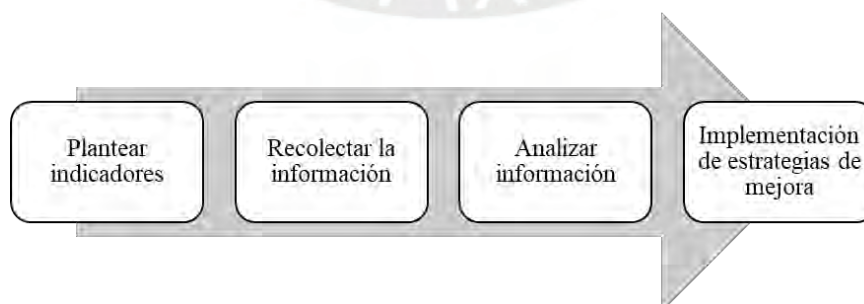 Plantear
indicadores
Recolectar la
información
Analizar
información
Implementación
de estrategias de
mejora